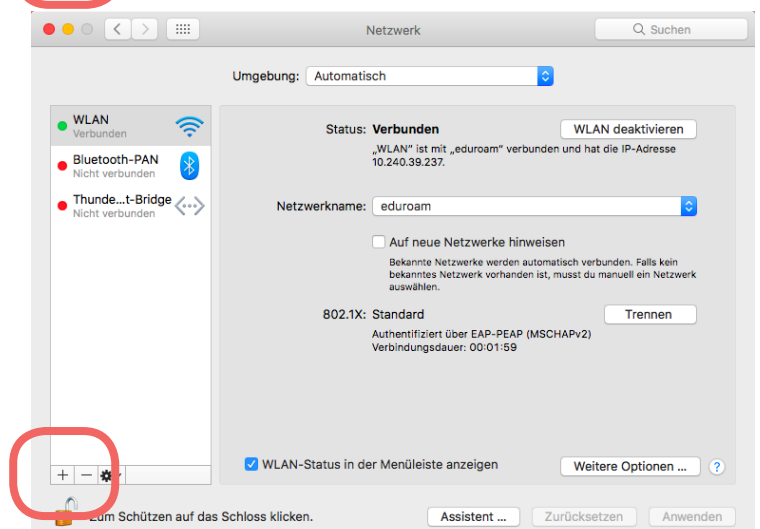 Netzwerk
Suchen
Umgebung: Automatisch
WLAN
Verbunden
Bluetooth-PAN
Nicht verbunden
Thunde...t-Bridge
Nicht verbunden
Status: Verbunden
WLAN deaktivieren
„WLAN" ist mit „eduroam" verbunden und hat die IP-Adresse
10.240.39.237.
Netzwerkname: eduroam
Auf neue Netzwerke hinweisen
Bekannte Netzwerke werden automatisch verbunden. Falls kein
bekanntes Netzwerk vorhanden ist, musst du manuell ein Netzwerk
auswählen.
802.1X: Standard
Trennen
Authentifiziert über EAP-PEAP (MSCHAPv2)
Verbindungsdauer: 00:01:59
WLAN-Status in der Menüleiste anzeigen
Weitere Optionen ...
?
+ −
Zum Schützen auf das Schloss klicken.
Assistent ...
Zurücksetzen
Anwenden